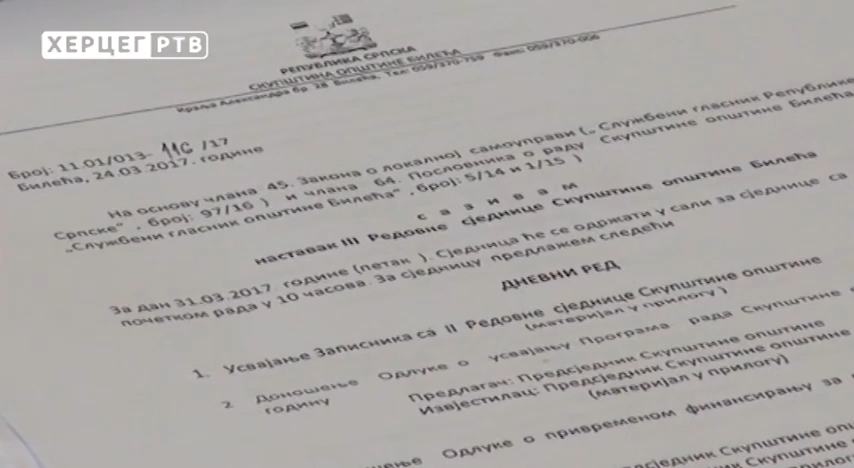 ХЕРЦЕГ РТВ
РЕПУБЛИКА СРПСКА
СКУПШТИНА ОПШТИНЕ БИЛЕЋА
Краља Александра бр. 28 Билећа, Тел: 059/370-759 Факс: 059/370-066
Број: 11.01/013-116/17
Билећа, 24.03.2017. године
На основу члана 45. Закона о локалној самоуправи („Службени гласник Републике
Српске“, број: 97/16 ) и члана 64. Пословника о раду Скупштине општине Билећа
„Службени гласник општине Билећа“, број: 5/14 и 1/15 )
с а з и в а м
наставак III Редовне сједнице Скупштине општине Билећа
За дан 31.03.2017. године (петак ). Сједница ће се одржати у сали за сједнице са
почетком рада у 10 часова. За сједницу предлажем следећи
ДНЕВНИ РЕД
1. Усвајање Записника са II Редовне сједнице Скупштине општине
(материјал у прилогу )
2 Доношење Одлуке о усвајању Програма рада Скупштине
годину
Предлагач: Предсједник Скупштине општине
Извјестилац: Предсједник Скупштине општине
(материјал у прилогу)
Одлуке о привременом финансирању за
Скупштине